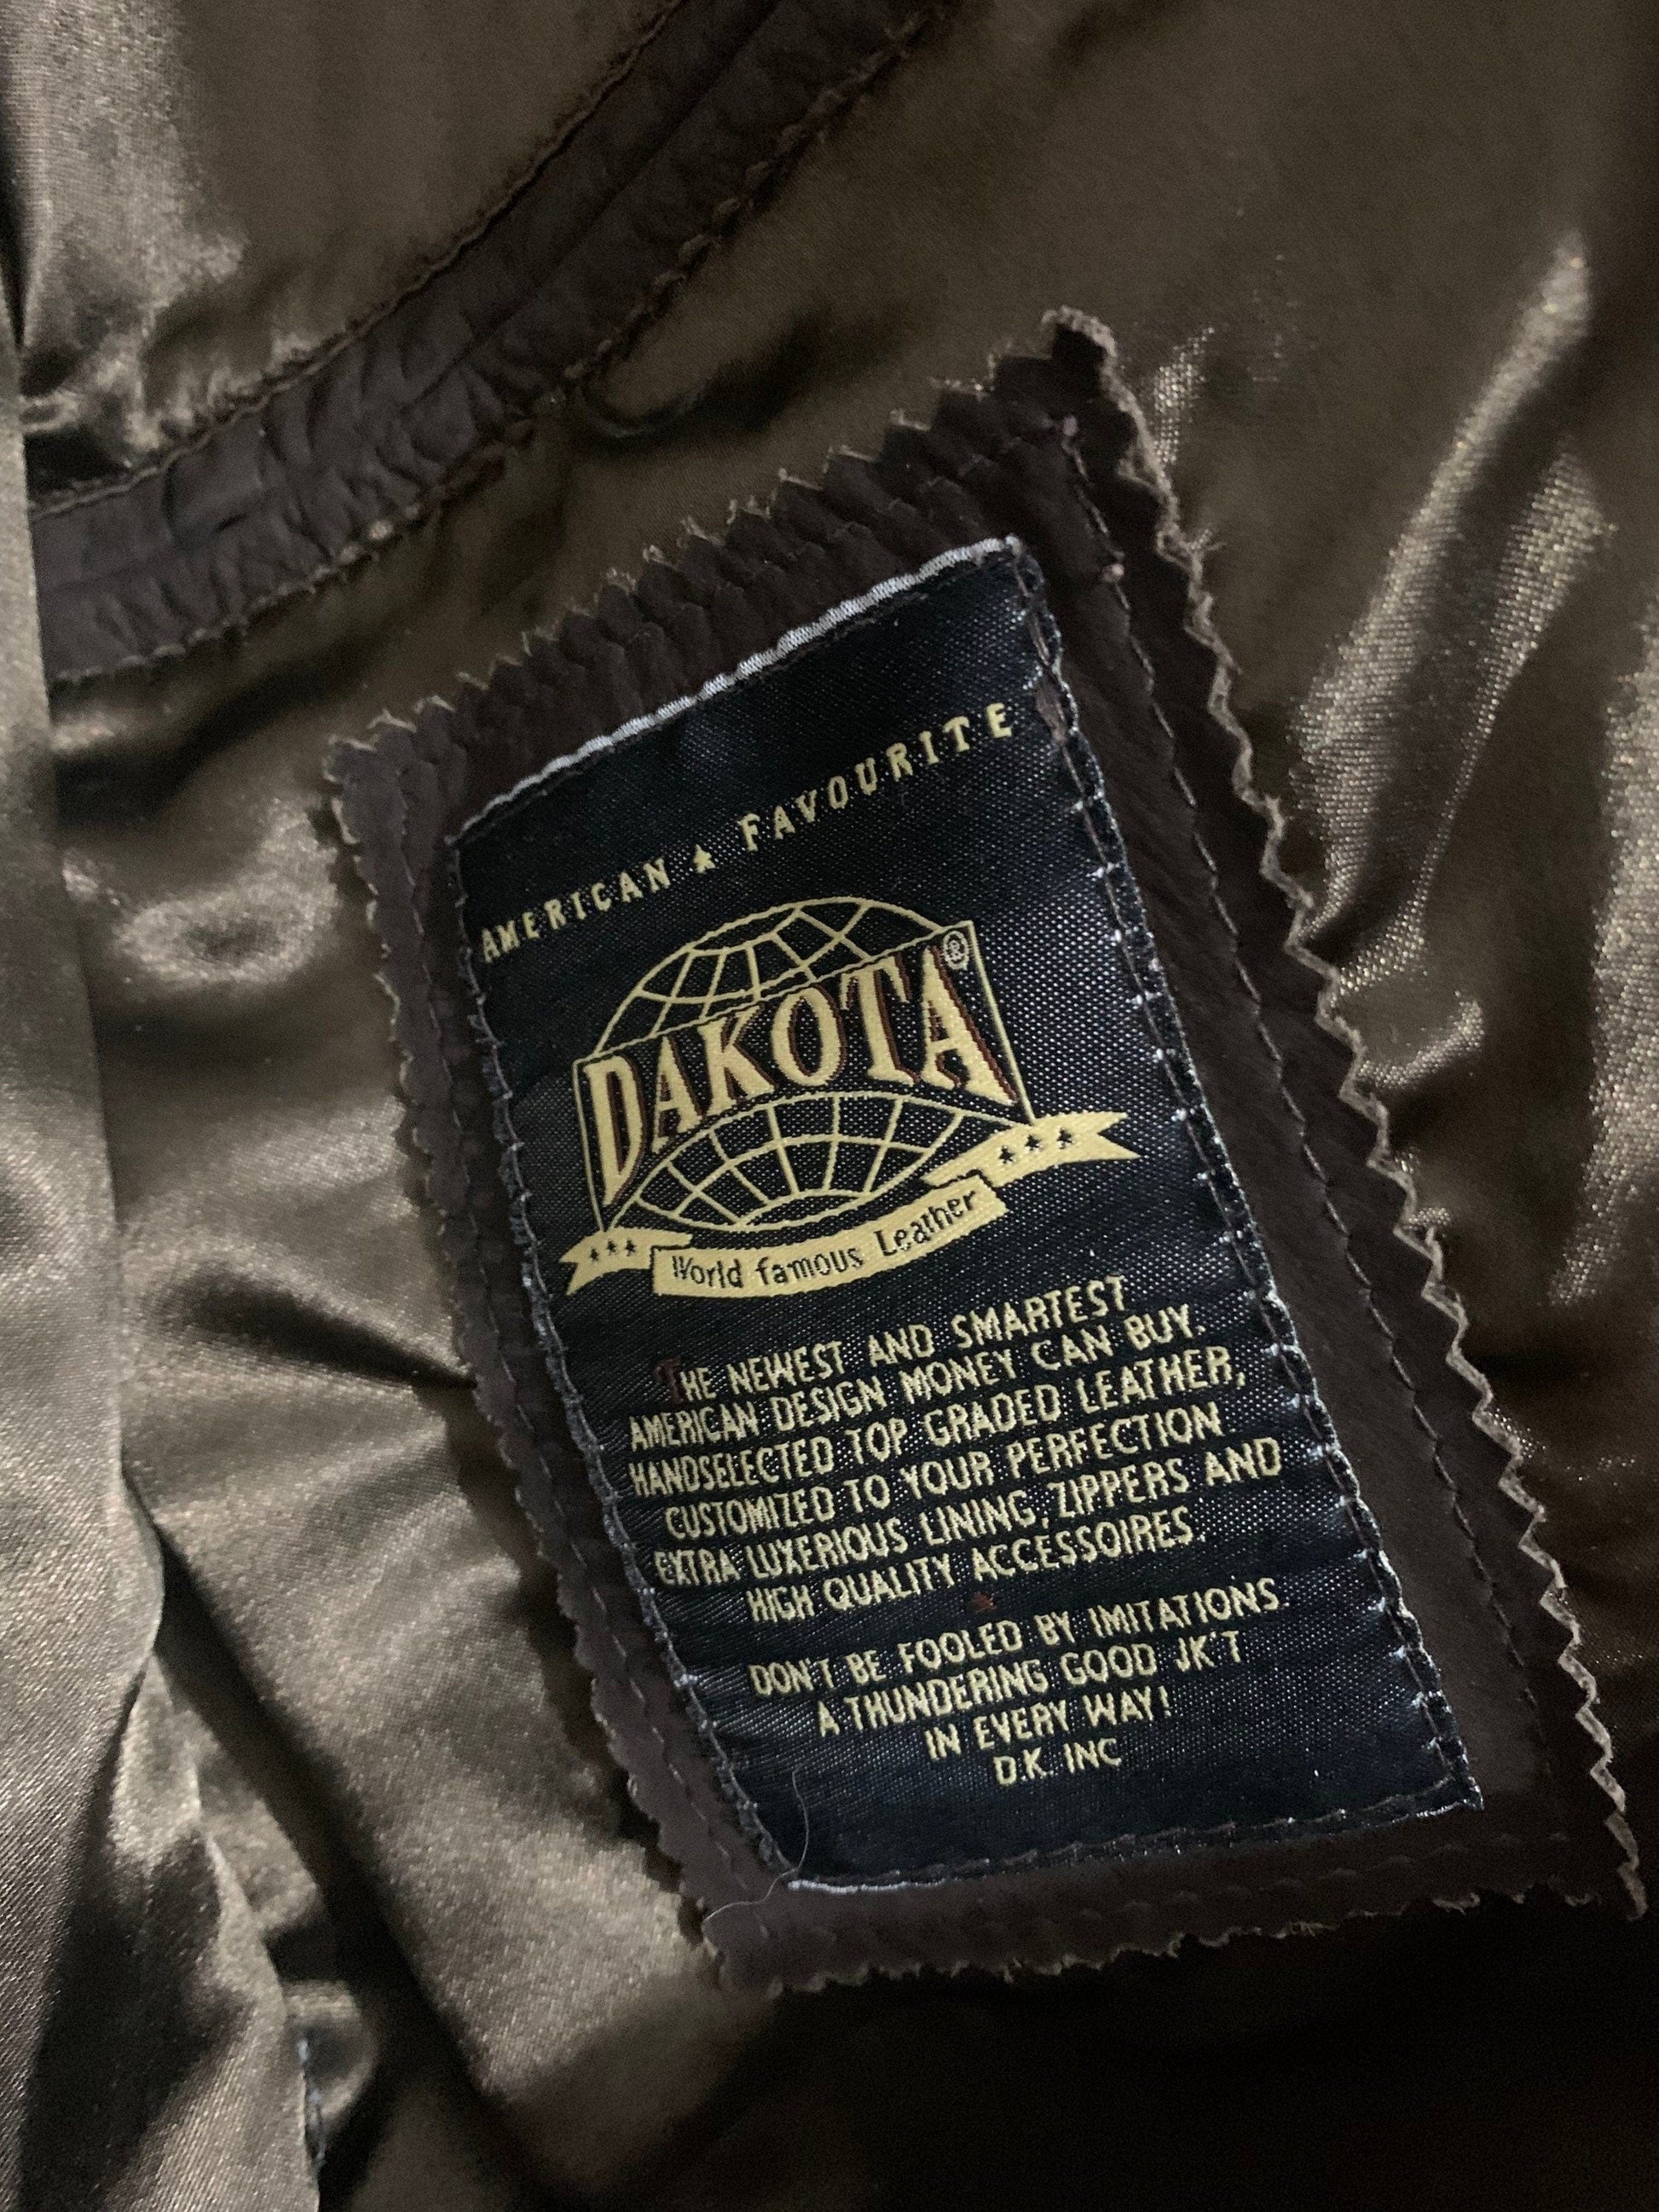 AMERICAN ★ FAVOURITE
DAKOTA®
World famous Leather
THE NEWEST AND SMARTEST
AMERICAN DESIGN MONEY CAN BUY.
HANDSELECTED TOP GRADED LEATHER,
CUSTOMIZED TO YOUR PERFECTION
EXTRA LUXERIOUS LINING, ZIPPERS AND
HIGH QUALITY ACCESSOIRES.
DON'T BE FOOLED BY IMITATIONS
A THUNDERING GOOD JK'T
IN EVERY WAY!
D.K. INC